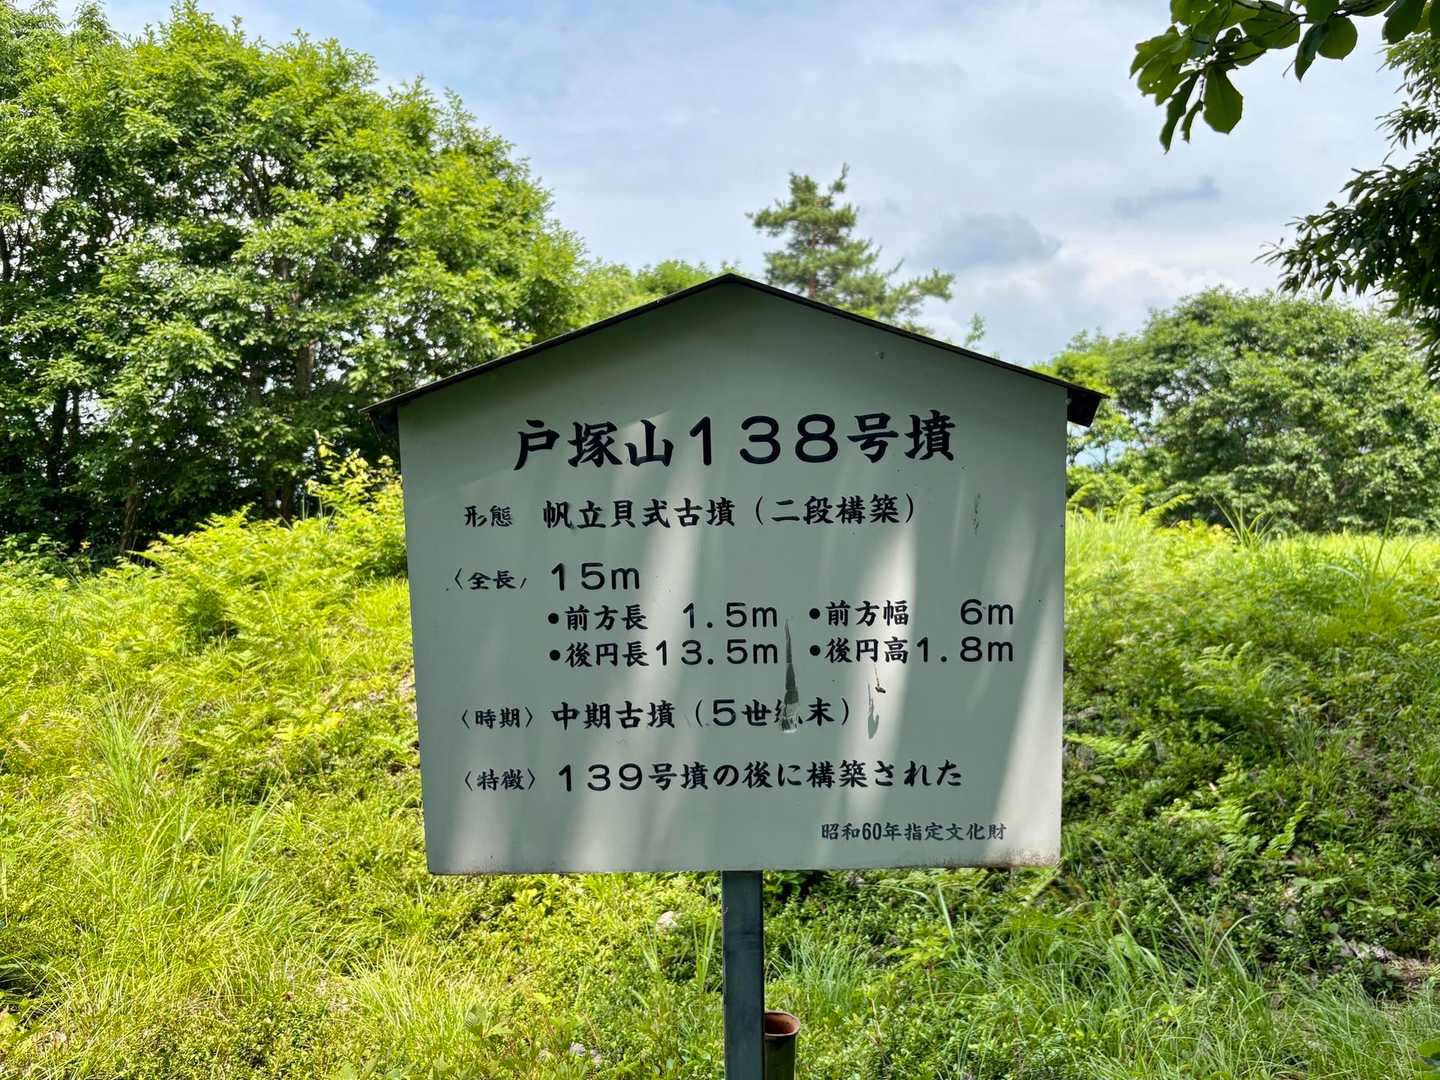 戸塚山138号墳
形態 帆立貝式古墳（二段構築）
〈全長〉 15m
•前方長 1.5m •前方幅 6m
•後円長13.5m •後円高1.8m
〈時期〉 中期古墳（5世紀末）
〈特徴〉 139号墳の後に構築された
昭和60年指定文化財